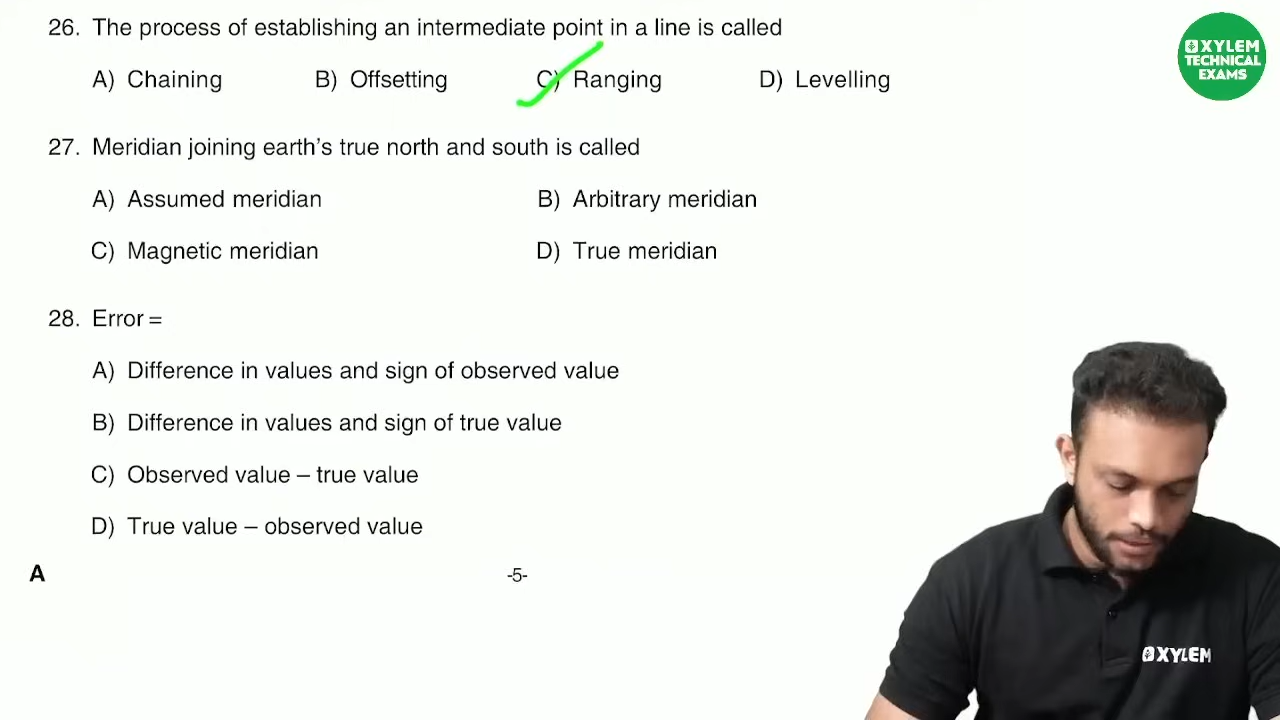 26. The process of establishing an intermediate point in a line is called
A) Chaining B) Offsetting C) Ranging D) Levelling
27. Meridian joining earth’s true north and south is called
A) Assumed meridian B) Arbitrary meridian
C) Magnetic meridian D) True meridian
28. Error =
A) Difference in values and sign of observed value
B) Difference in values and sign of true value
C) Observed value – true value
D) True value – observed value
A -5-
XYLEM
TECHNICAL
EXAMS
XYLEM